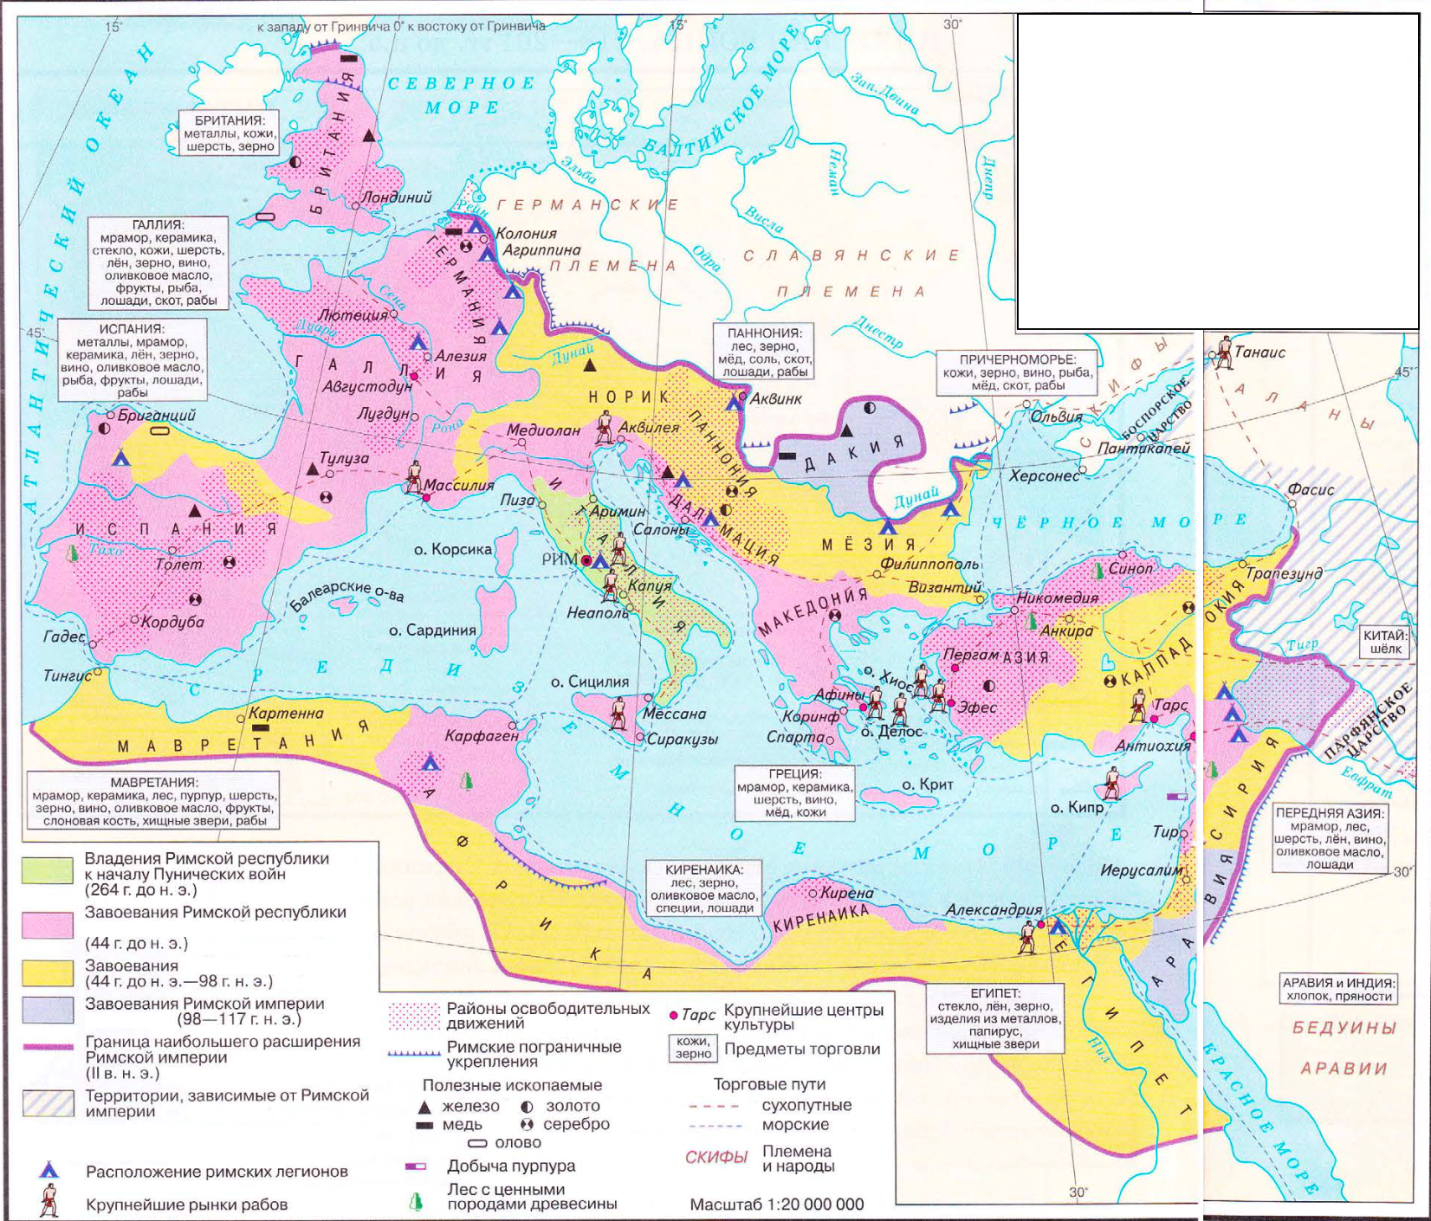 15°
к западу от Гринвича 0° к востоку от Гринвича
15°
30°
АТЛАНТИЧЕСКИЙ ОКЕАН
СЕВЕРНОЕ
МОРЕ
БАЛТИЙСКОЕ МОРЕ
Зап. Двина
Неман
Днепр
Эльба
Висла
Одра
БРИТАНИЯ:
металлы, кожи,
шерсть, зерно
БРИТАНИЯ
Лондиний
ГЕРМАНСКИЕ
ПЛЕМЕНА
СЛАВЯНСКИЕ
ПЛЕМЕНА
Рейн
Колония
Агриппина
ГЕРМАНИЯ
ГАЛЛИЯ:
мрамор, керамика,
стекло, кожи, шерсть,
лён, зерно, вино,
оливковое масло,
фрукты, рыба,
лошади, скот, рабы
Сена
Лютеция
Луара
Алезия
ГАЛЛИЯ
Августодун
Лугдун
Рона
Дунай
Днестр
45°
ИСПАНИЯ:
металлы, мрамор,
керамика, лён, зерно,
вино, оливковое масло,
рыба, фрукты, лошади,
рабы
ПАННОНИЯ:
лес, зерно,
мёд, соль, скот,
лошади, рабы
ПРИЧЕРНОМОРЬЕ:
кожи, зерно, вино, рыба,
мёд, скот, рабы
Танаис
СКИФЫ
АЛАНЫ
45°
БОСПОРСКОЕ
ЦАРСТВО
Ольвия
Пантикапей
Херсонес
Фасис
НОРИК
Аквинк
ПАННОНИЯ
ДАКИЯ
Дунай
Бриганций
Тулуза
Медиолан
Аквилея
Массилия
Пиза
Аримин
ИТАЛИЯ
Салоны
ДАЛМАЦИЯ
МЁЗИЯ
ЧЁРНОЕ МОРЕ
ИСПАНИЯ
Тахо
Толет
Кордуба
Гадес
Тингис
о. Корсика
РИМ
Капуя
Неаполь
Балеарские о-ва
о. Сардиния
Филиппополь
Византий
МАКЕДОНИЯ
Синоп
Трапезунд
Никомедия
Анкира
КАППАДОКИЯ
Тигр
КИТАЙ:
шёлк
Пергам
АЗИЯ
о. Хиос
Афины
Эфес
Коринф
Спарта
о. Делос
Тарс
Антиохия
ПАРФЯНСКОЕ
ЦАРСТВО
Евфрат
СРЕДИЗЕМНОЕ МОРЕ
о. Сицилия
Мессана
Сиракузы
Картенна
МАВРЕТАНИЯ
Карфаген
МАВРЕТАНИЯ:
мрамор, керамика, лес, пурпур, шерсть,
зерно, вино, оливковое масло, фрукты,
слоновая кость, хищные звери, рабы
ГРЕЦИЯ:
мрамор, керамика,
шерсть, вино,
мёд, кожи
о. Крит
о. Кипр
Тир
СИРИЯ
Иерусалим
ПЕРЕДНЯЯ АЗИЯ:
мрамор, лес,
шерсть, лён, вино,
оливковое масло,
лошади
30°
АФРИКА
КИРЕНАИКА:
лес, зерно,
оливковое масло,
специи, лошади
Кирена
КИРЕНАИКА
Александрия
ЕГИПЕТ
Нил
АРАВИЯ
ЕГИПЕТ:
стекло, лён, зерно,
изделия из металлов,
папирус,
хищные звери
АРАВИЯ и ИНДИЯ:
хлопок, пряности
БЕДУИНЫ
АРАВИИ
КРАСНОЕ МОРЕ
30°
Владения Римской республики
к началу Пунических войн
(264 г. до н. э.)
Завоевания Римской республики
(44 г. до н. э.)
Завоевания
(44 г. до н. э.—98 г. н. э.)
Завоевания Римской империи
(98—117 г. н. э.)
Граница наибольшего расширения
Римской империи
(II в. н. э.)
Территории, зависимые от Римской
империи
Расположение римских легионов
Крупнейшие рынки рабов
Районы освободительных
движений
Римские пограничные
укрепления
Полезные ископаемые
железо
золото
медь
серебро
олово
Добыча пурпура
Лес с ценными
породами древесины
Тарс
Крупнейшие центры
культуры
кожи,
зерно
Предметы торговли
Торговые пути
сухопутные
морские
СКИФЫ
Племена
и народы
Масштаб 1:20 000 000